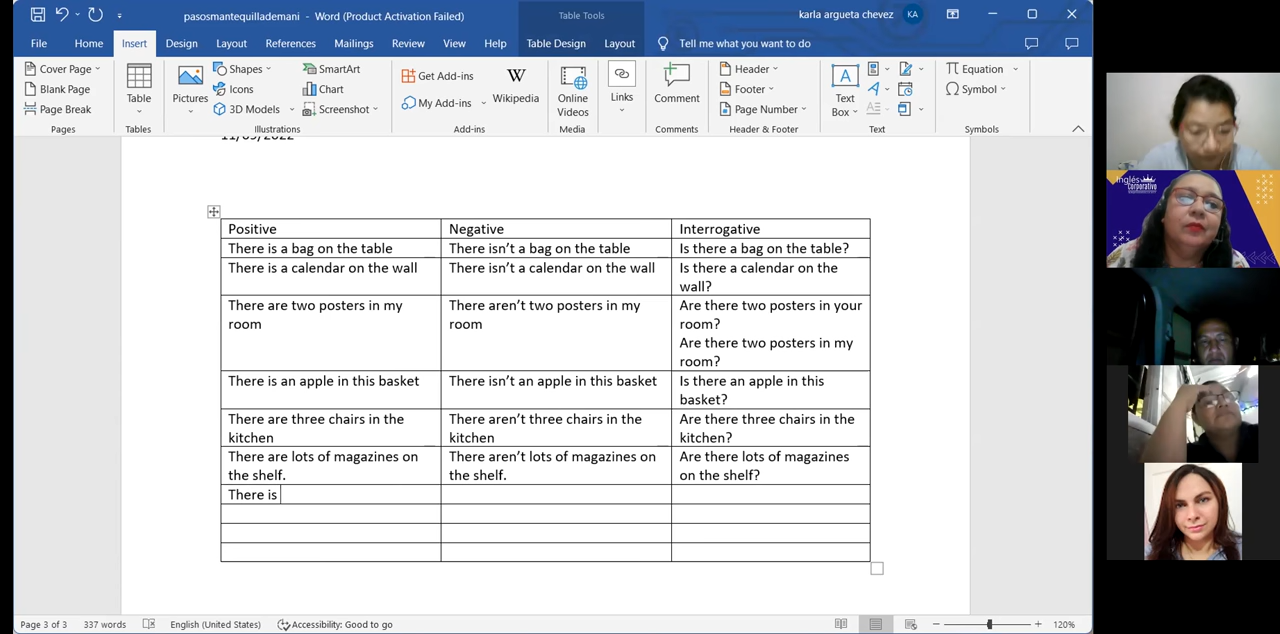 pasosmantequillademani - Word (Product Activation Failed)
Table Tools
karla argueta chevez
KA
File
Home
Insert
Design
Layout
References
Mailings
Review
View
Help
Table Design
Layout
Tell me what you want to do
Cover Page
Blank Page
Page Break
Pages
Table
Tables
Pictures
Shapes
Icons
3D Models
SmartArt
Chart
Screenshot
Illustrations
Get Add-ins
My Add-ins
W
Wikipedia
Add-ins
Online
Videos
Media
Links
Comment
Comments
Header
Footer
Page Number
Header & Footer
A
Text
Box
Text
Equation
Symbol
Symbols
11/05/2022
Positive
Negative
Interrogative
There is a bag on the table
There isn't a bag on the table
Is there a bag on the table?
There is a calendar on the wall
There isn't a calendar on the wall
Is there a calendar on the
wall?
There are two posters in my
room
There aren't two posters in my
room
Are there two posters in your
room?
Are there two posters in my
room?
There is an apple in this basket
There isn't an apple in this basket
Is there an apple in this
basket?
There are three chairs in the
kitchen
There aren't three chairs in the
kitchen
Are there three chairs in the
kitchen?
There are lots of magazines on
the shelf.
There aren't lots of magazines on
the shelf.
Are there lots of magazines
on the shelf?
There is
Page 3 of 3
337 words
English (United States)
Accessibility: Good to go
120%
Inglés
Corporativo